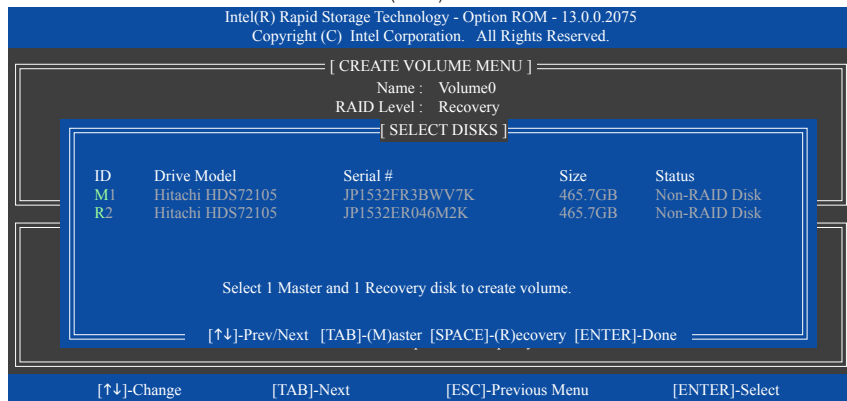 Intel(R) Rapid Storage Technology - Option ROM - 13.0.0.2075
Copyright (C) Intel Corporation. All Rights Reserved.
[ CREATE VOLUME MENU ]
Name : Volume0
RAID Level : Recovery
[ SELECT DISKS ]
ID Drive Model Serial # Size Status
M1 Hitachi HDS72105 JP1532FR3BWV7K 465.7GB Non-RAID Disk
R2 Hitachi HDS72105 JP1532ER046M2K 465.7GB Non-RAID Disk
Select 1 Master and 1 Recovery disk to create volume.
[↑↓]-Prev/Next [TAB]-(M)aster [SPACE]-(R)ecovery [ENTER]-Done
[↑↓]-Change [TAB]-Next [ESC]-Previous Menu [ENTER]-Select